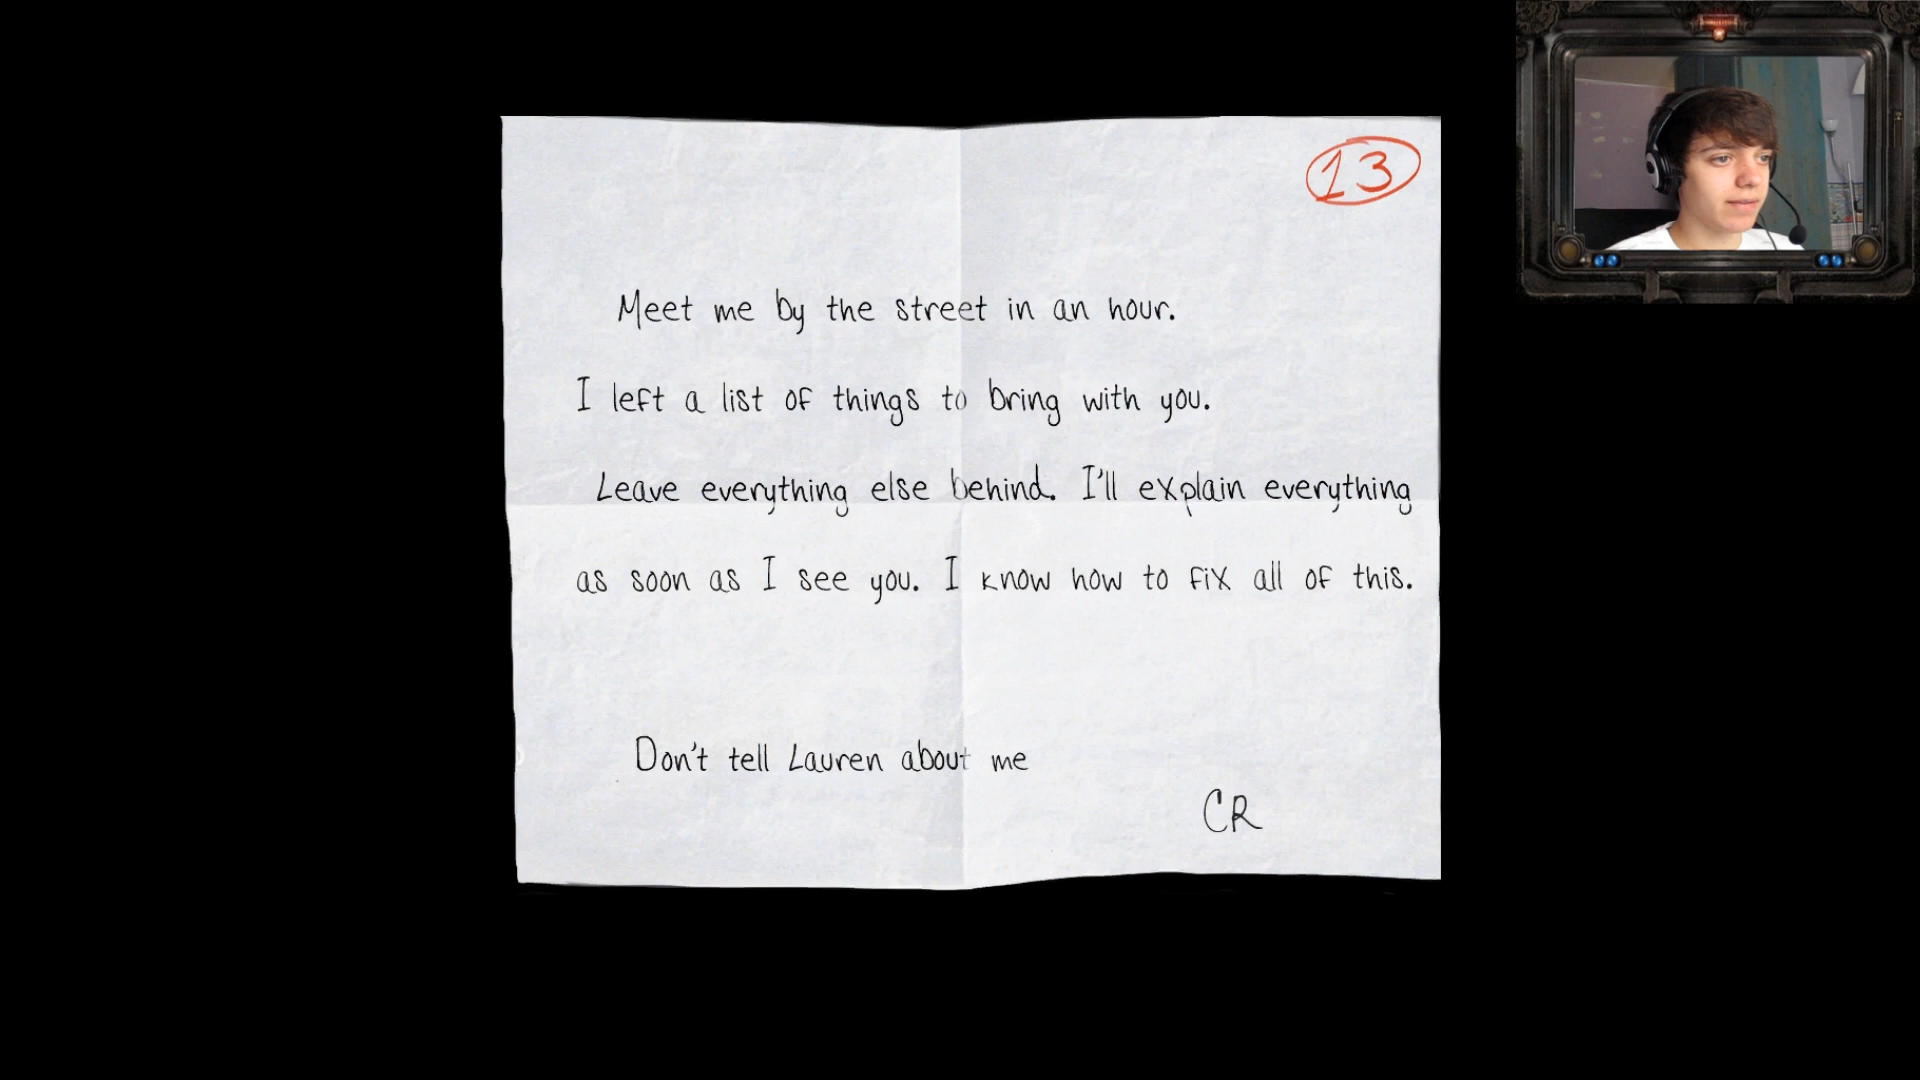 13
Meet me by the street in an hour.
I left a list of things to bring with you.
Leave everything else behind. I'll explain everything
as soon as I see you. I know how to fix all of this.
Don't tell Lauren about me
CR